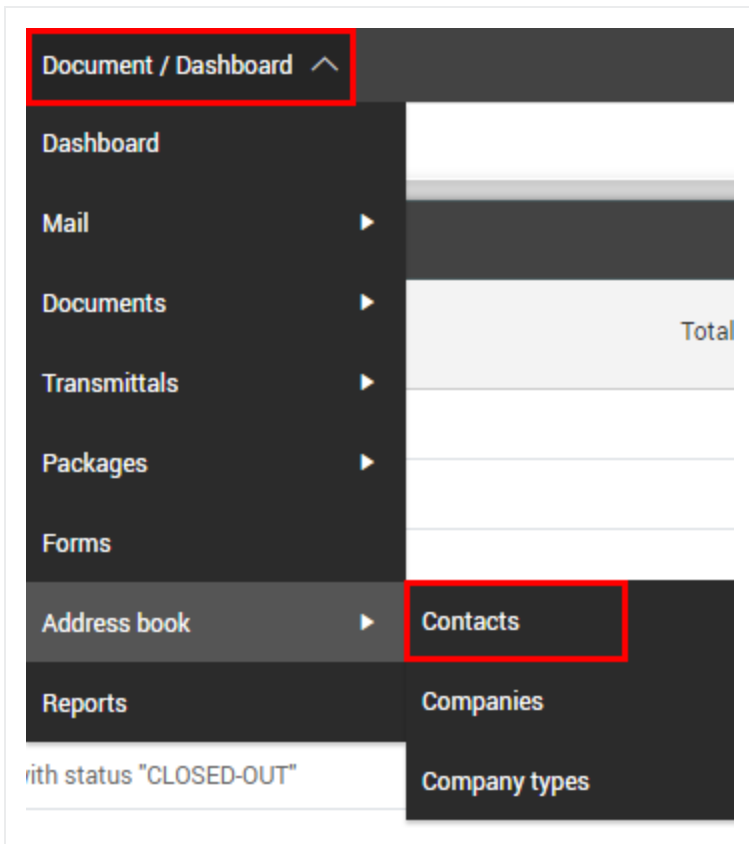 Document / Dashboard
Dashboard
Mail
Documents
Total
Transmittals
Packages
Forms
Address book
Contacts
Reports
Companies
ith status "CLOSED-OUT"
Company types